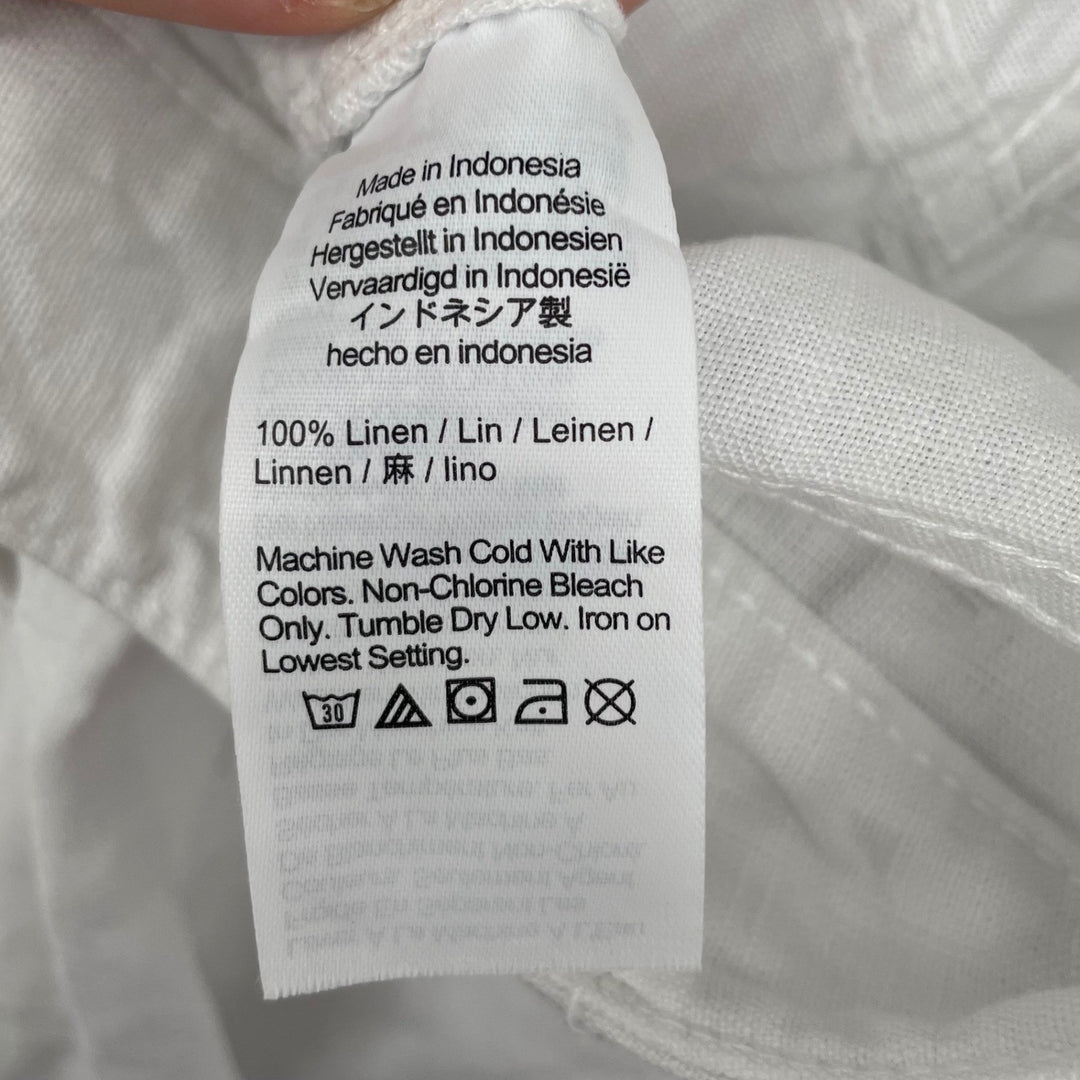 Made in Indonesia
Fabriqué en Indonésie
Hergestellt in Indonesien
Vervaardigd in Indonesië
インドネシア製
hecho en indonesia
100% Linen / Lin / Leinen /
Linnen / 麻 / lino
Machine Wash Cold With Like
Colors. Non-Chlorine Bleach
Only. Tumble Dry Low. Iron on
Lowest Setting.
30